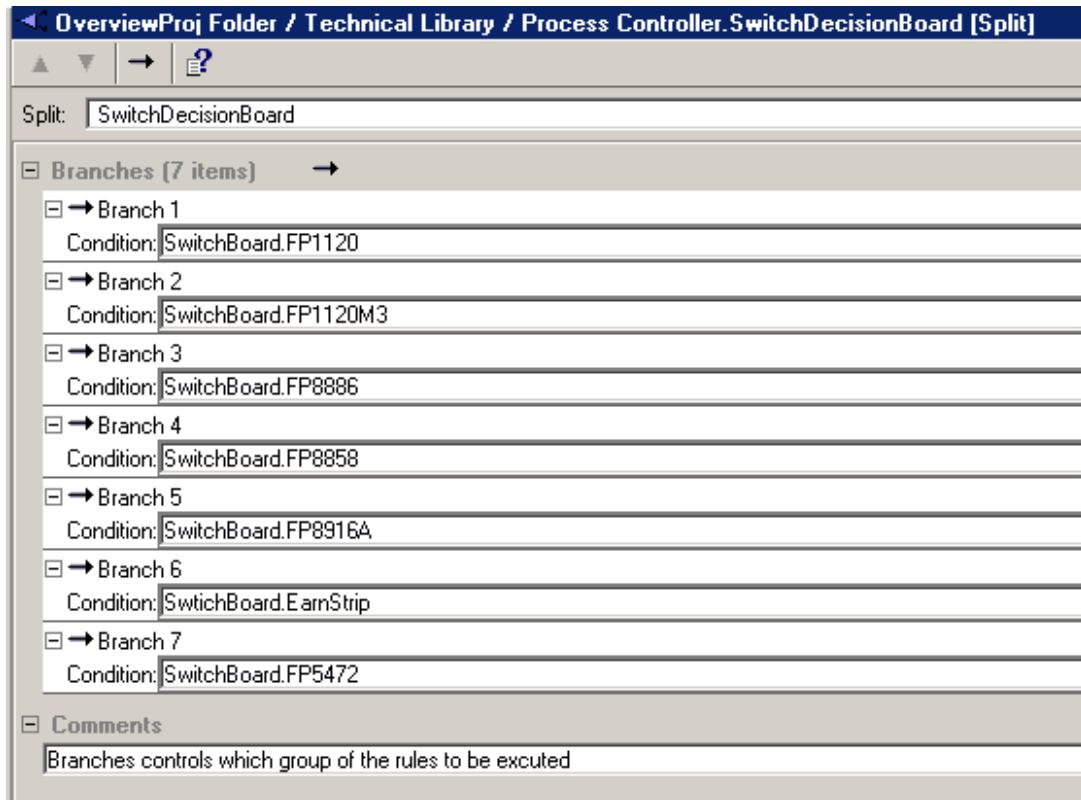 OverviewProj Folder / Technical Library / Process Controller.SwitchDecisionBoard [Split]
Split: SwitchDecisionBoard
Branches (7 items)
Branch 1
Condition: SwitchBoard.FP1120
Branch 2
Condition: SwitchBoard.FP1120M3
Branch 3
Condition: SwitchBoard.FP8886
Branch 4
Condition: SwitchBoard.FP8858
Branch 5
Condition: SwitchBoard.FP8916A
Branch 6
Condition: SwtichBoard.EarnStrip
Branch 7
Condition: SwitchBoard.FP5472
Comments
Branches controls which group of the rules to be excuted